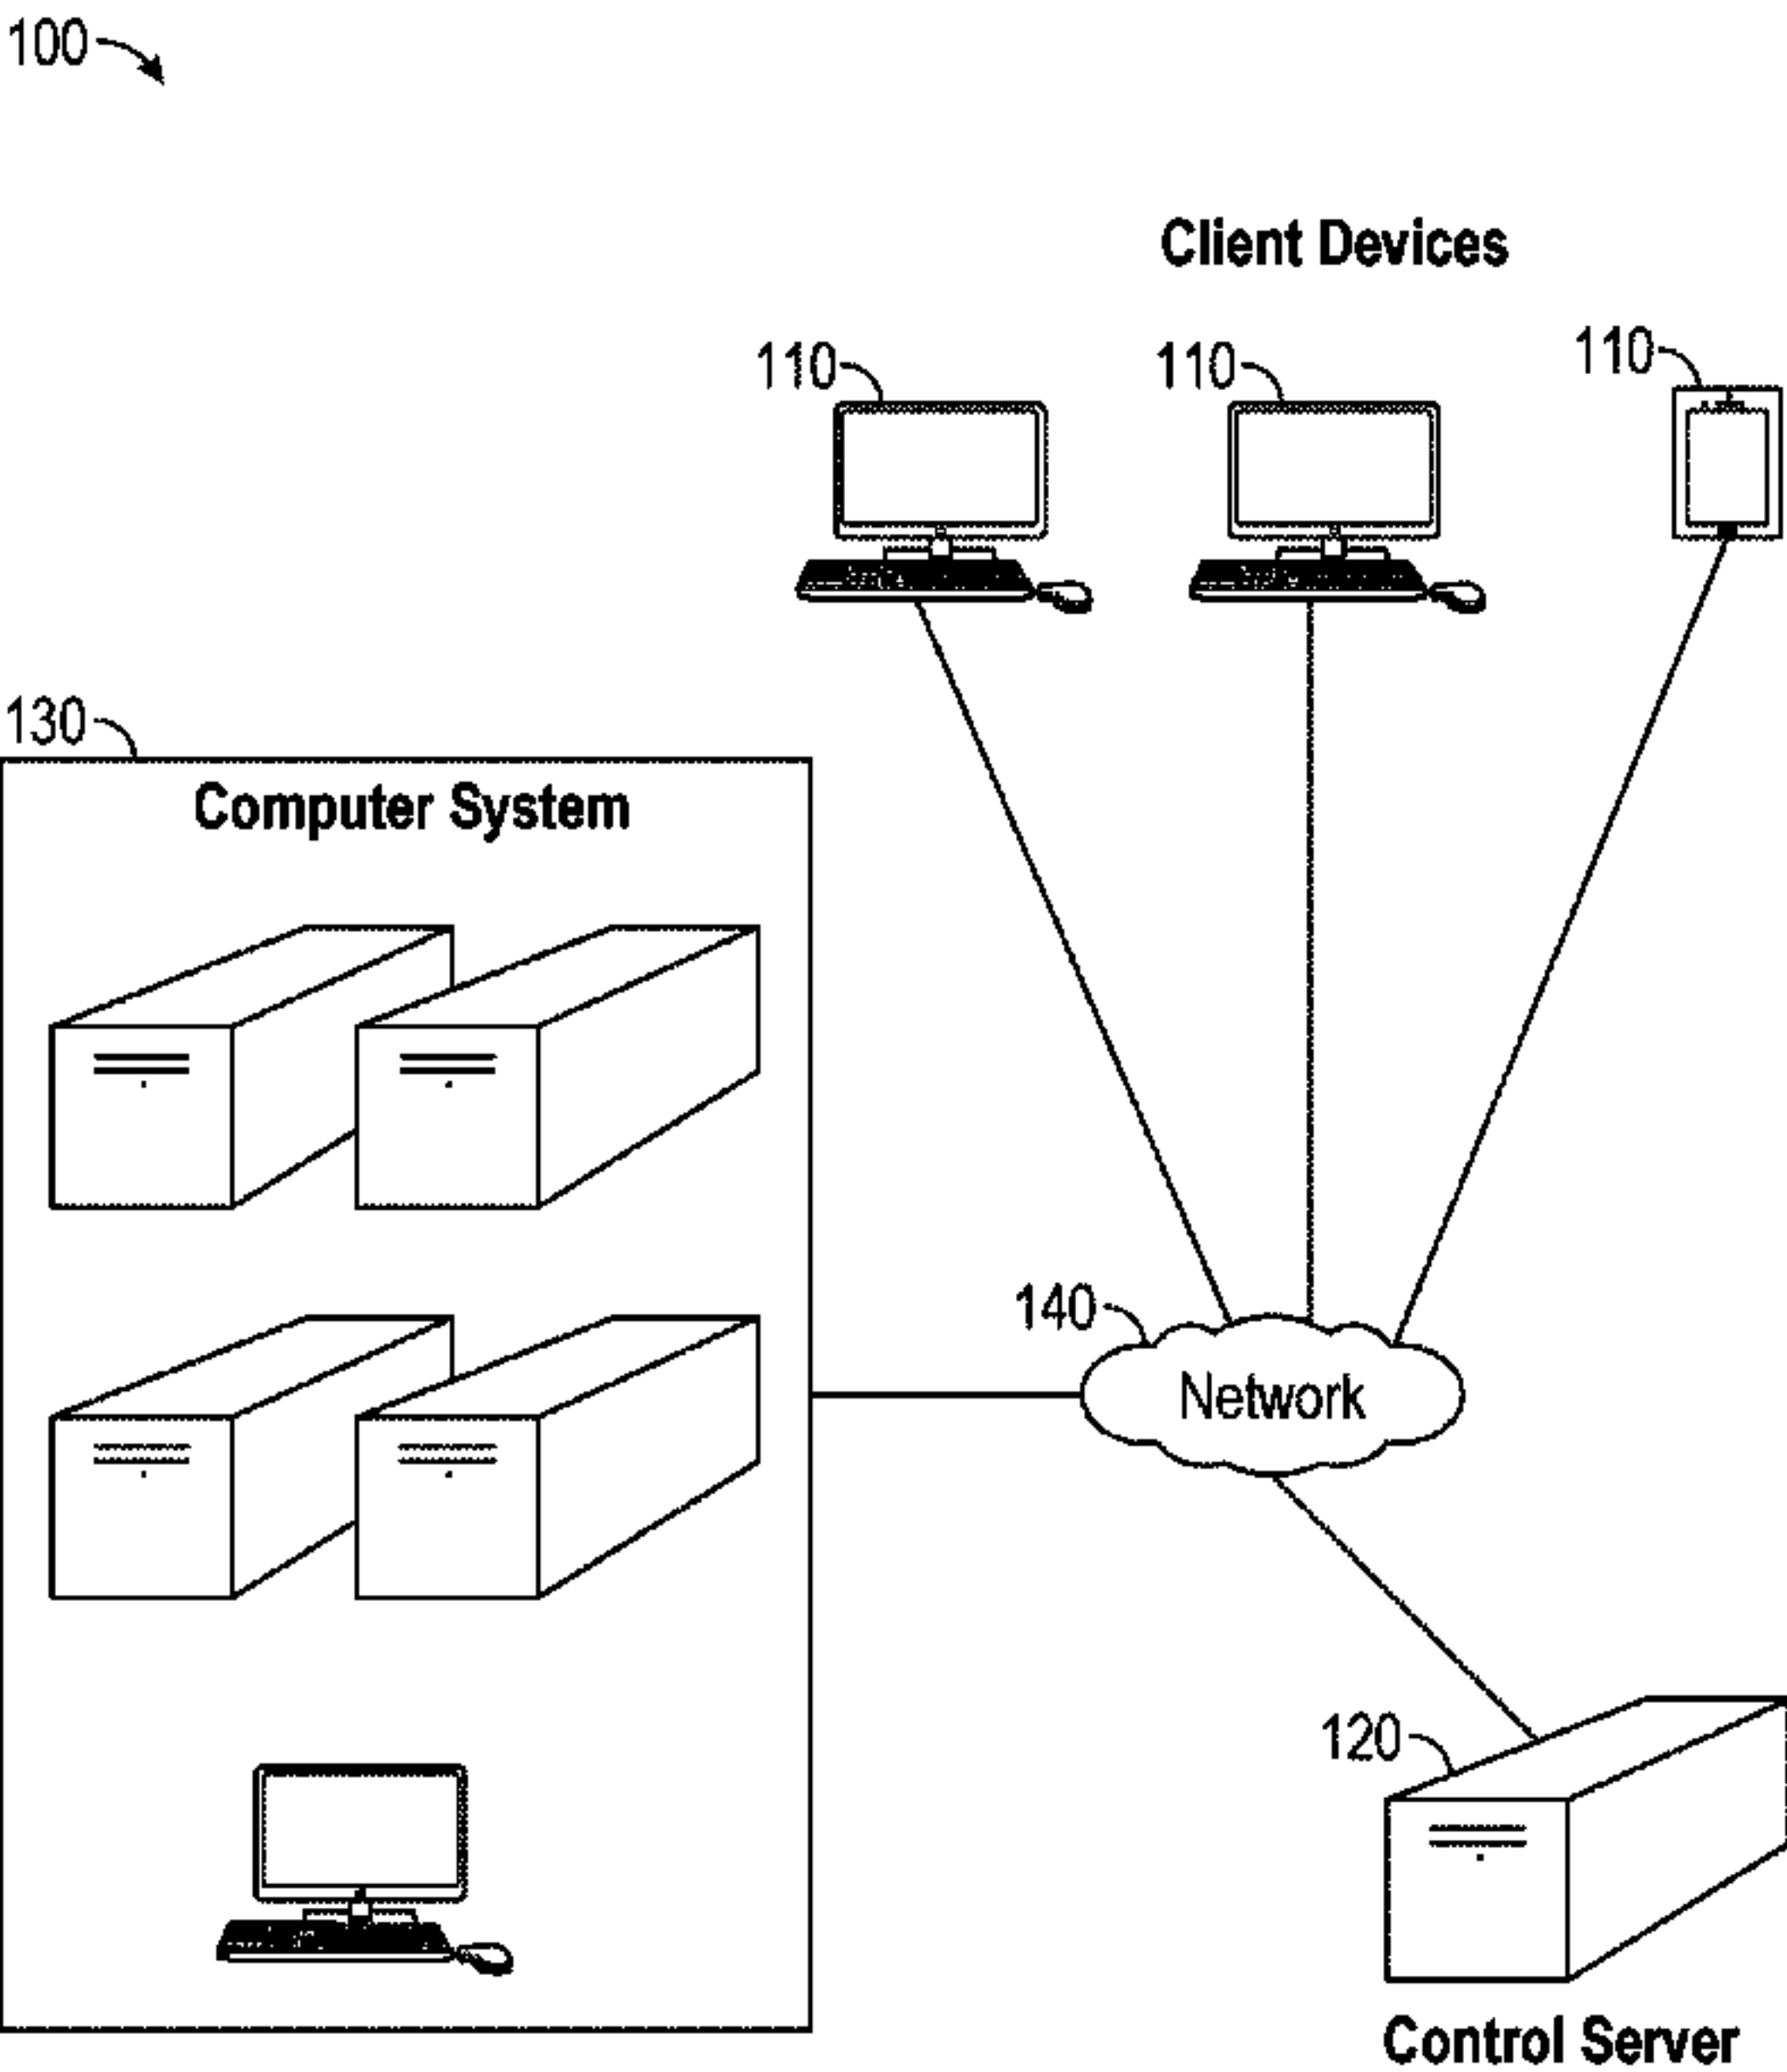 100
Client Devices
110
110
110
130
Computer System
140
Network
120
Control Server